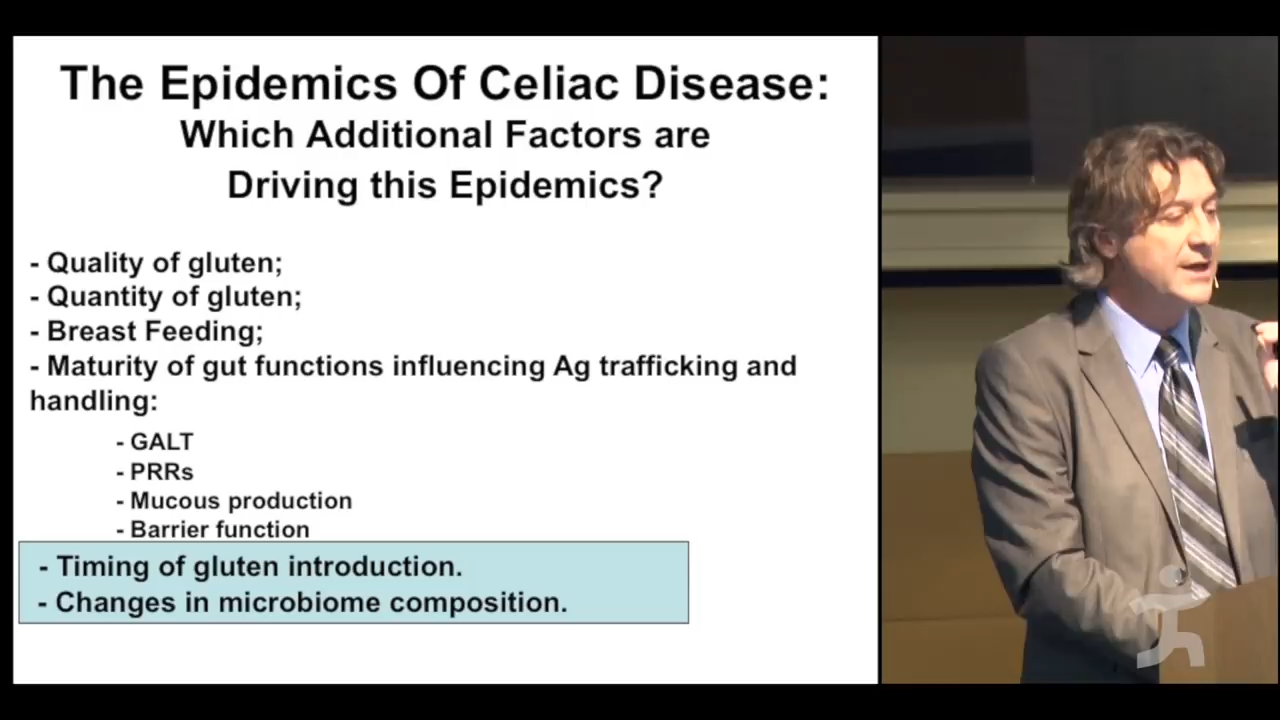 The Epidemics Of Celiac Disease:
Which Additional Factors are
Driving this Epidemics?
- Quality of gluten;
- Quantity of gluten;
- Breast Feeding;
- Maturity of gut functions influencing Ag trafficking and
handling:
- GALT
- PRRs
- Mucous production
- Barrier function
- Timing of gluten introduction.
- Changes in microbiome composition.